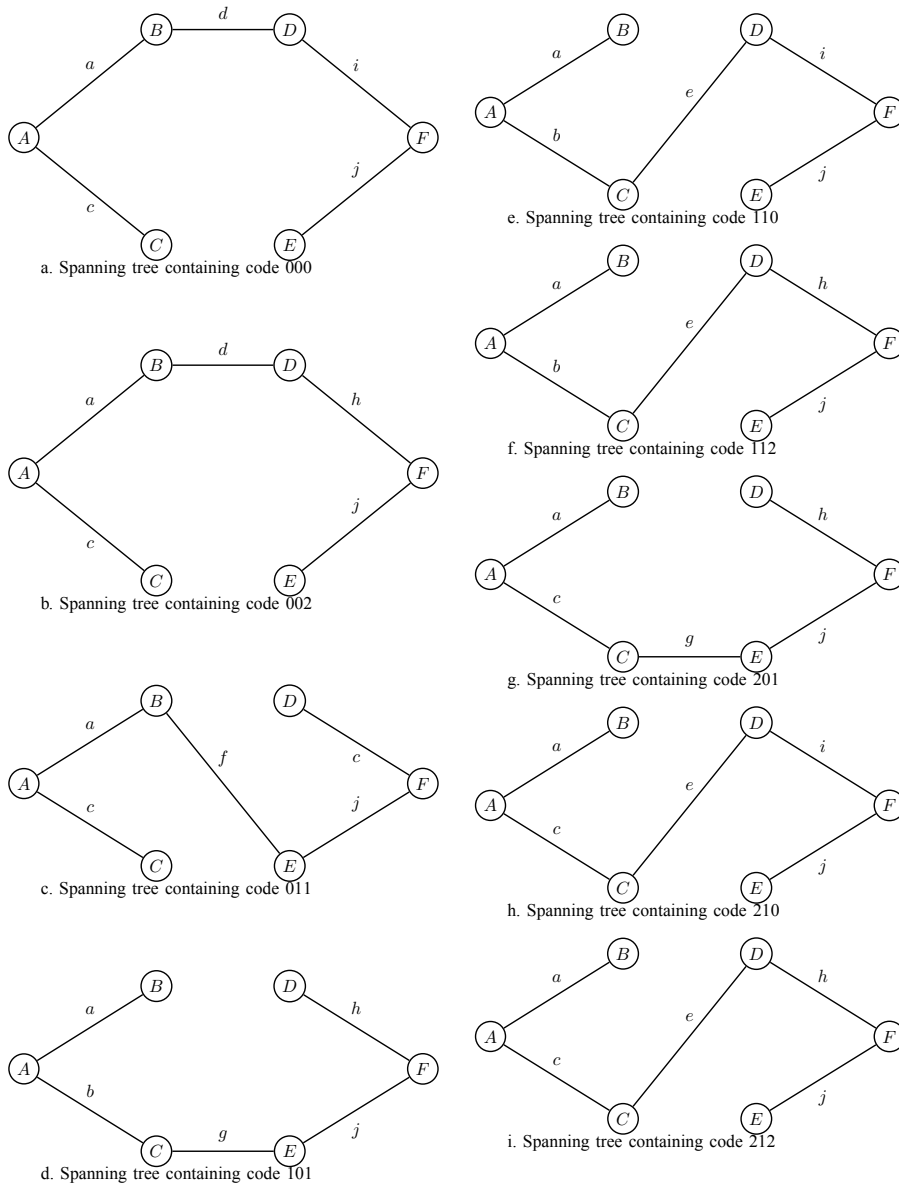 B d D
a i
A F
c j
C E
a. Spanning tree containing code 000
B d D
a h
A F
c j
C E
b. Spanning tree containing code 002
B D
a f c
A F
c j
C E
c. Spanning tree containing code 011
B D
a h
A F
b g j
C E
d. Spanning tree containing code 101
B D
a e i
A F
b j
C E
e. Spanning tree containing code 110
B D
a e h
A F
b j
C E
f. Spanning tree containing code 112
B D
a h
A F
c g j
C E
g. Spanning tree containing code 201
B D
a e i
A F
c j
C E
h. Spanning tree containing code 210
B D
a e h
A F
c j
C E
i. Spanning tree containing code 212